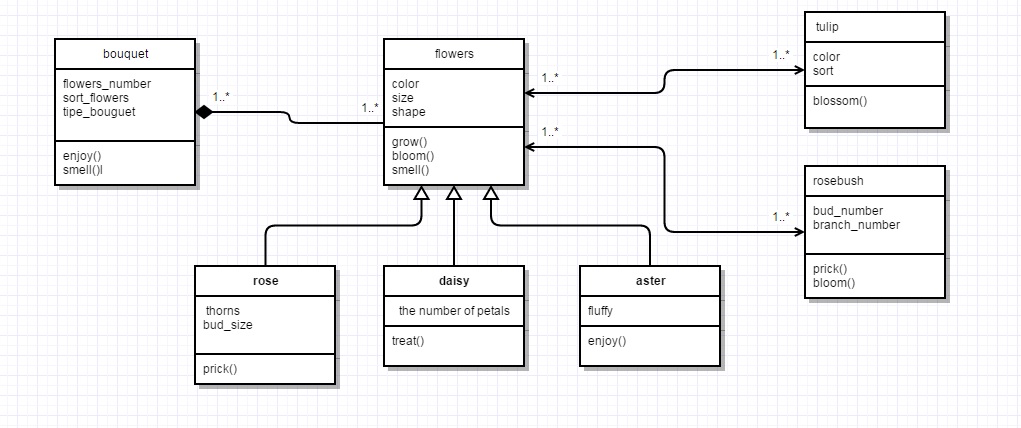 bouquet
flowers_number
sort_flowers
tipe_bouguet
enjoy()
smell()l
1..*
1..*
flowers
color
size
shape
grow()
bloom()
smell()
1..*
1..*
tulip
color
sort
blossom()
1..*
1..*
rosebush
bud_number
branch_number
prick()
bloom()
rose
thorns
bud_size
prick()
daisy
the number of petals
treat()
aster
fluffy
enjoy()